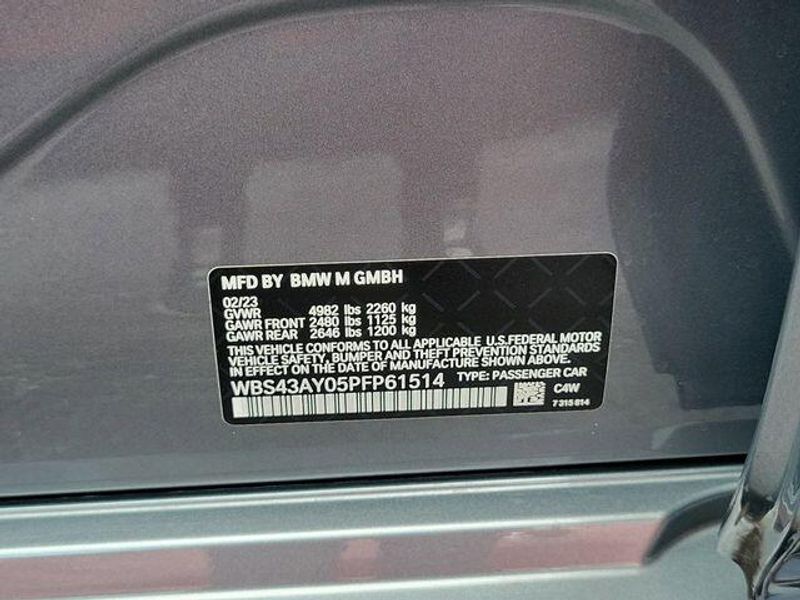 MFD BY BMW M GMBH
02/23
GVWR 4982 lbs 2260 kg
GAWR FRONT 2480 lbs 1125 kg
GAWR REAR 2646 lbs 1200 kg
THIS VEHICLE CONFORMS TO ALL APPLICABLE U.S.FEDERAL MOTOR
VEHICLE SAFETY, BUMPER AND THEFT PREVENTION STANDARDS
IN EFFECT ON THE DATE OF MANUFACTURE SHOWN ABOVE.
WBS43AY05PFP61514 TYPE: PASSENGER CAR
C4W
7 315 814